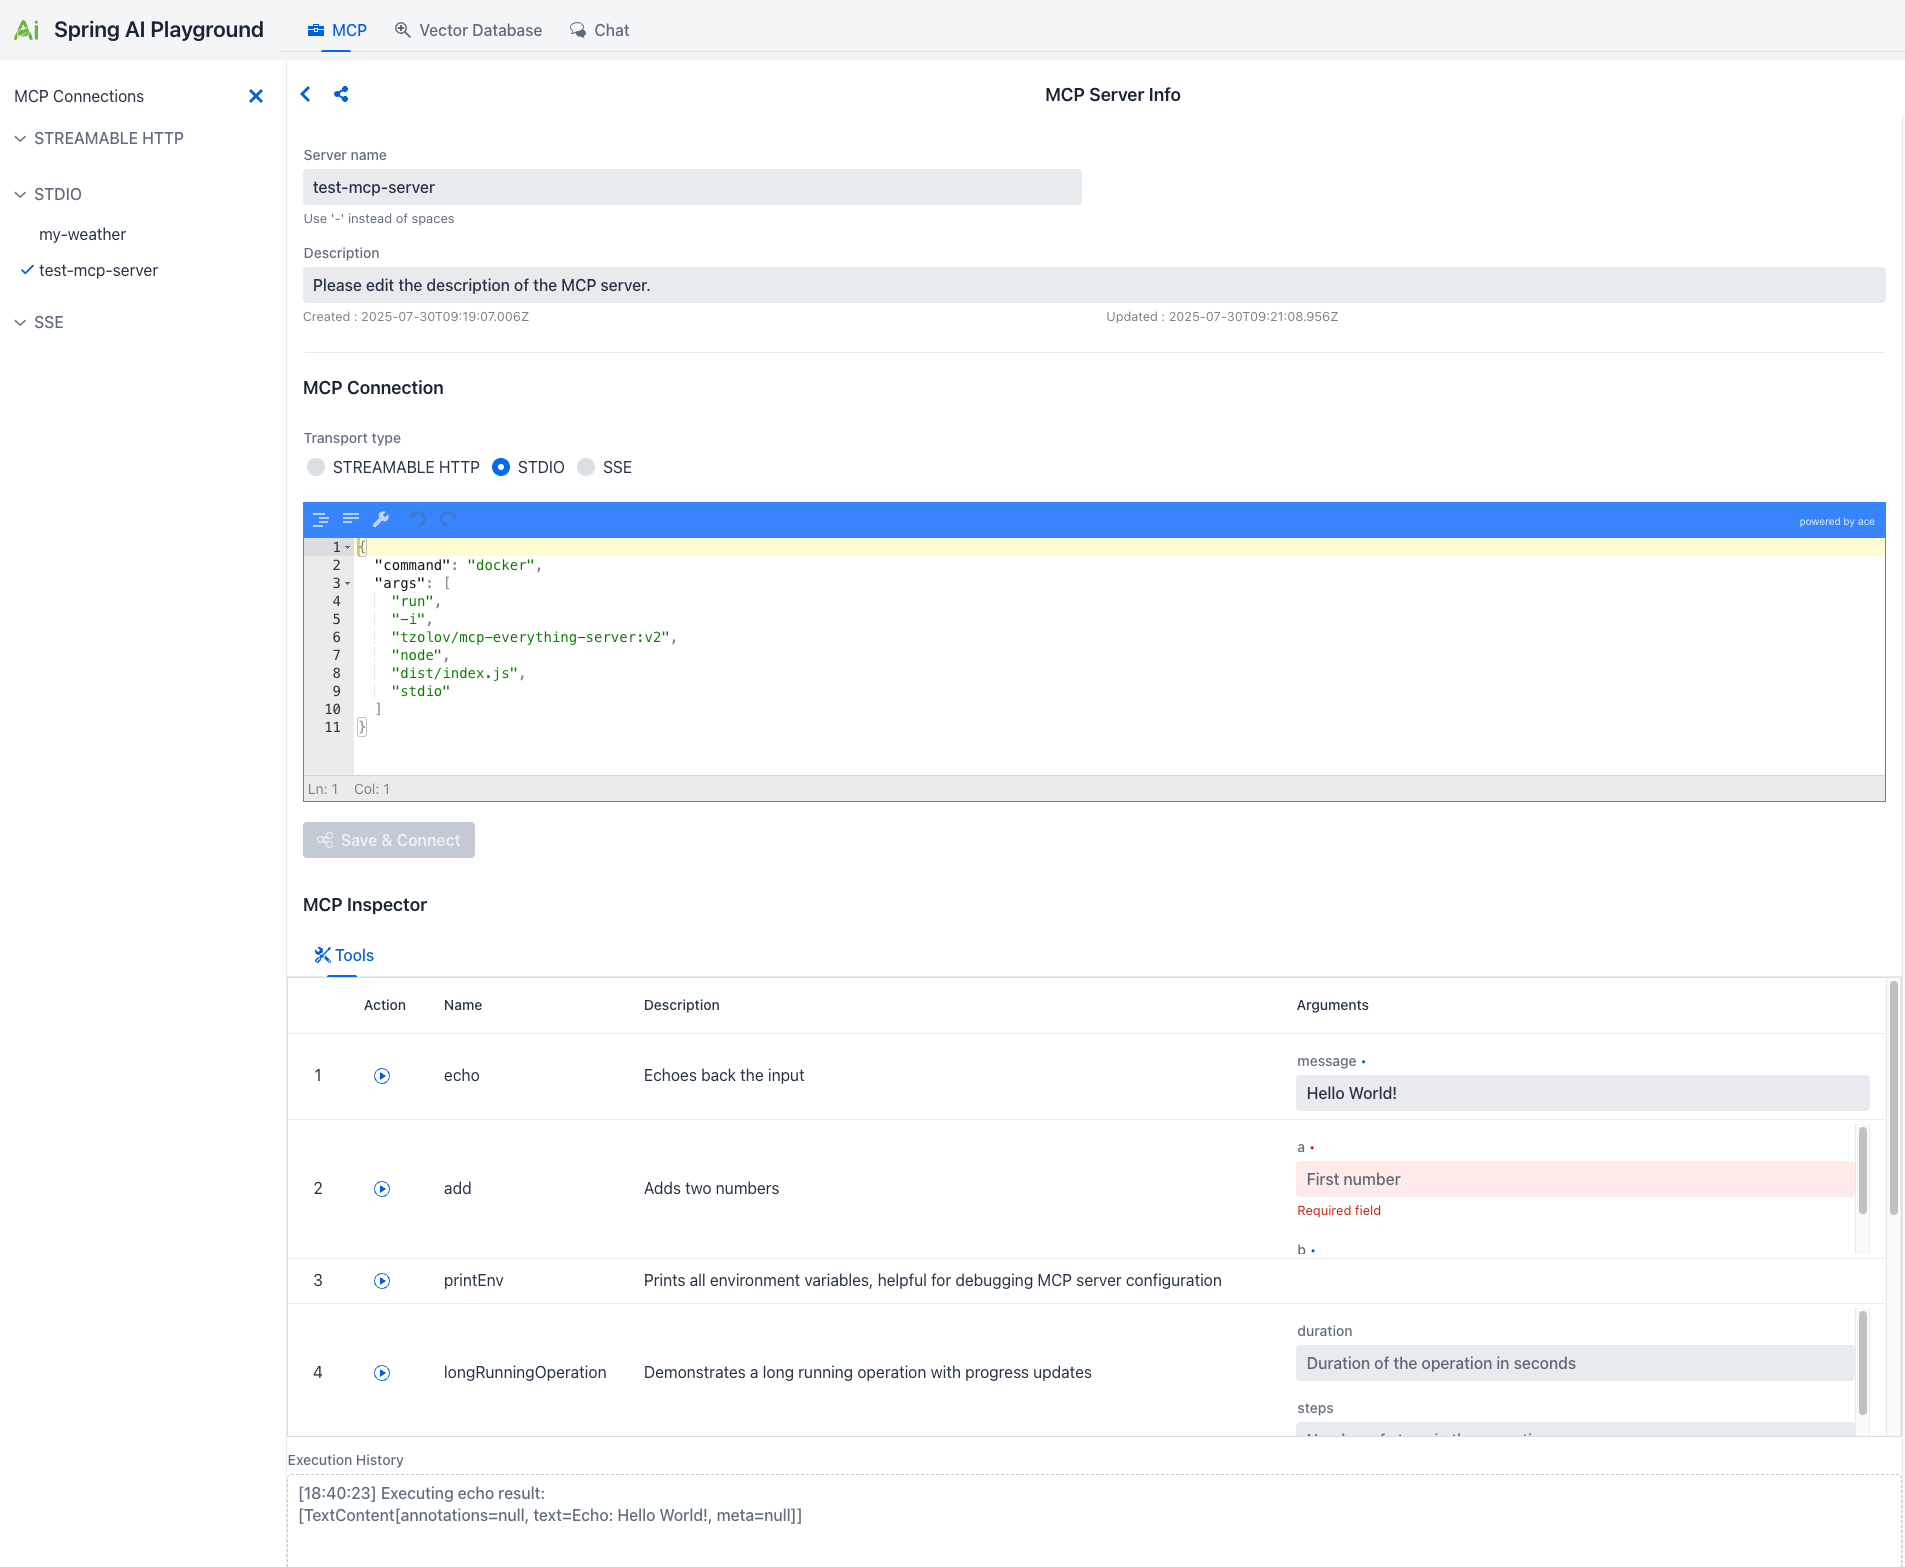 Ai Spring AI Playground
MCP
Vector Database
Chat
MCP Connections
STREAMABLE HTTP
STDIO
my-weather
test-mcp-server
SSE
MCP Server Info
Server name
test-mcp-server
Use '-' instead of spaces
Description
Please edit the description of the MCP server.
Created : 2025-07-30T09:19:07.006Z
Updated : 2025-07-30T09:21:08.956Z
MCP Connection
Transport type
STREAMABLE HTTP STDIO SSE
powered by ace
1 {
2 "command": "docker",
3 "args": [
4 "run",
5 "-i",
6 "tzolov/mcp-everything-server:v2",
7 "node",
8 "dist/index.js",
9 "stdio"
10 ]
11 }
Ln: 1 Col: 1
Save & Connect
MCP Inspector
Tools
Action Name Description Arguments
1 echo Echoes back the input
message •
Hello World!
2 add Adds two numbers
a •
First number
Required field
b •
3 printEnv Prints all environment variables, helpful for debugging MCP server configuration
4 longRunningOperation Demonstrates a long running operation with progress updates
duration
Duration of the operation in seconds
steps
Execution History
[18:40:23] Executing echo result:
[TextContent[annotations=null, text=Echo: Hello World!, meta=null]]